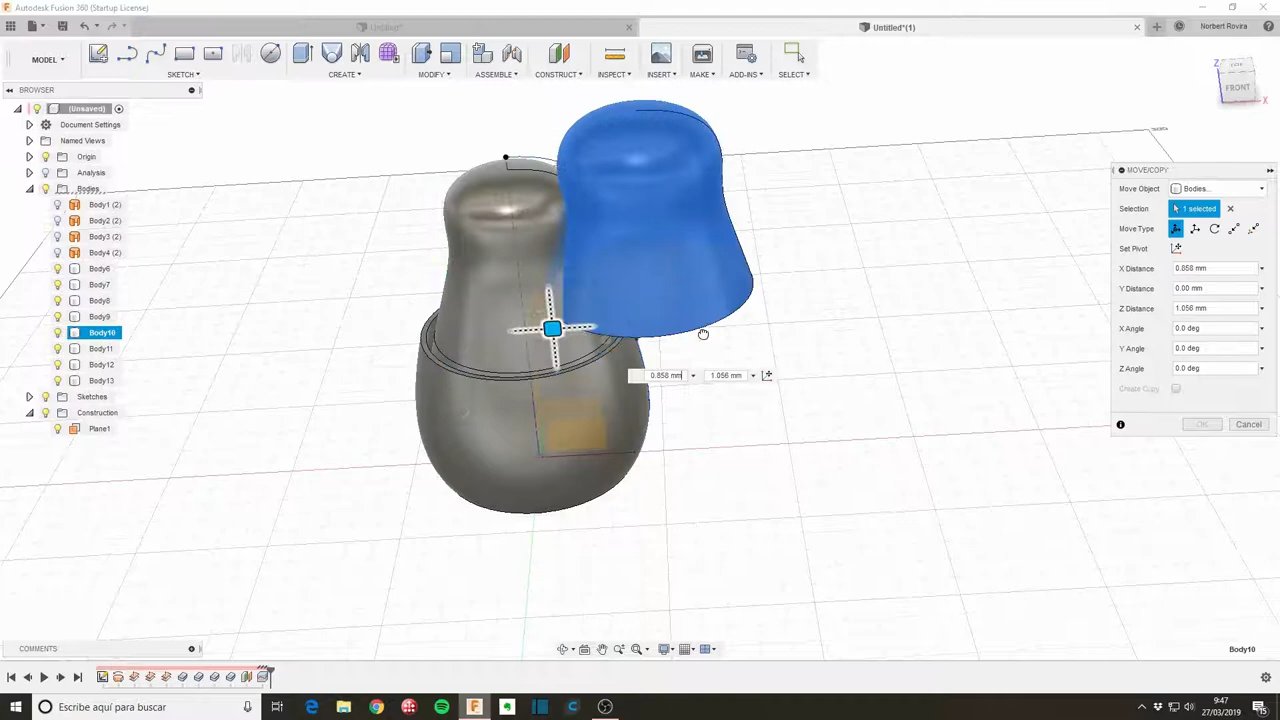 Autodesk Fusion 360 (Startup License)
Untitled*
Untitled*(1)
Norbert Rovira
MODEL
SKETCH
CREATE
MODIFY
ASSEMBLE
CONSTRUCT
INSPECT
INSERT
MAKE
ADD-INS
SELECT
BROWSER
(Unsaved)
Document Settings
Named Views
Origin
Analysis
Bodies
Body1 (2)
Body2 (2)
Body3 (2)
Body4 (2)
Body6
Body7
Body8
Body9
Body10
Body11
Body12
Body13
Sketches
Construction
Plane1
Z
TOP
FRONT
X
MOVE/COPY
Move Object Bodies...
Selection 1 selected
Move Type
Set Pivot
X Distance 0.858 mm
Y Distance 0.00 mm
Z Distance 1.056 mm
X Angle 0.0 deg
Y Angle 0.0 deg
Z Angle 0.0 deg
Create Copy
OK Cancel
0.858 mm 1.056 mm
COMMENTS
Body10
Escribe aquí para buscar
9:47
27/03/2019
15